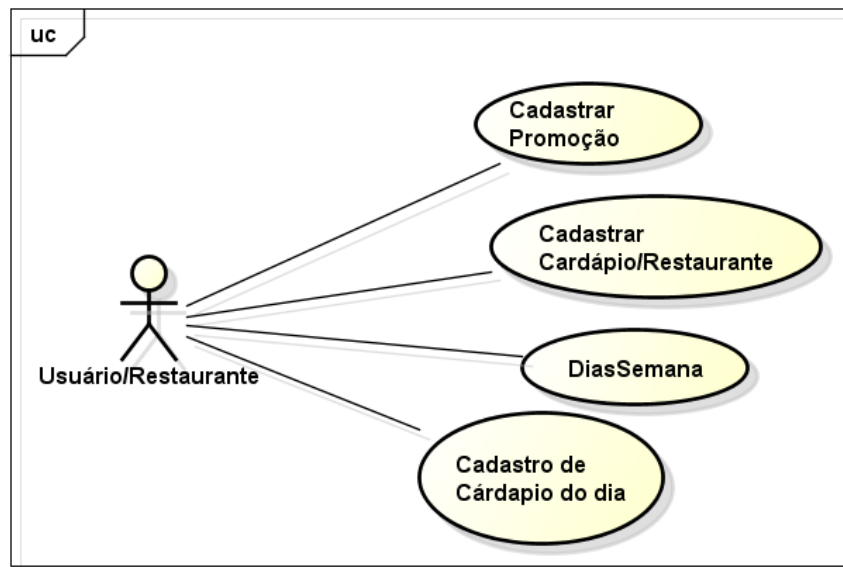 uc
Cadastrar
Promoção
Cadastrar
Cardápio/Restaurante
Usuário/Restaurante
DiasSemana
Cadastro de
Cárdapio do dia